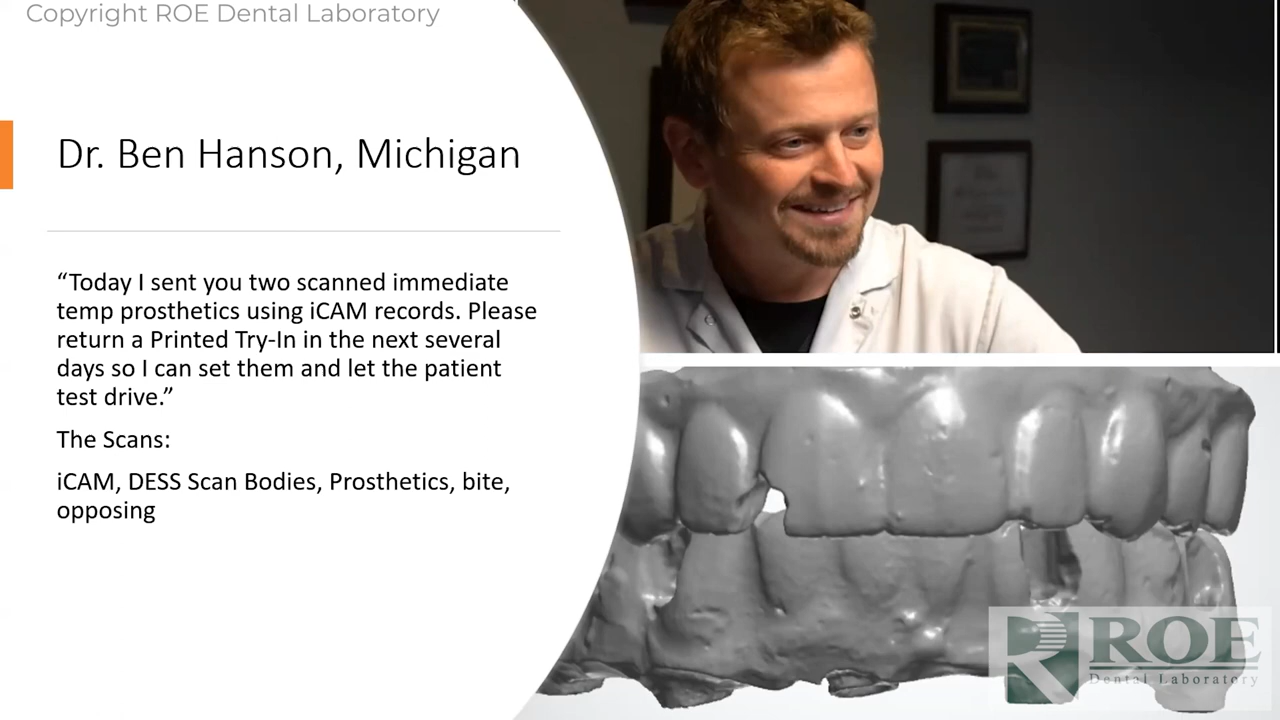 Copyright ROE Dental Laboratory
Dr. Ben Hanson, Michigan
“Today I sent you two scanned immediate
temp prosthetics using iCAM records. Please
return a Printed Try-In in the next several
days so I can set them and let the patient
test drive.”
The Scans:
iCAM, DESS Scan Bodies, Prosthetics, bite,
opposing
ROE
Dental Laboratory